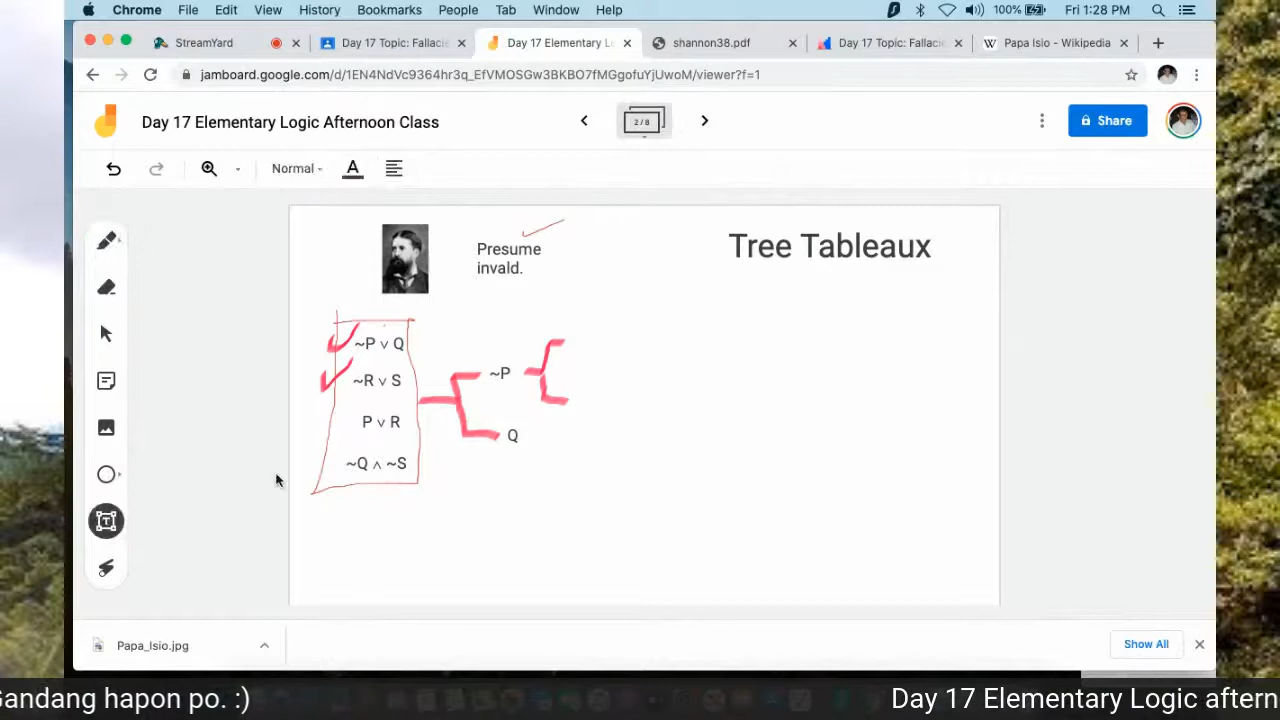 Chrome File Edit View History Bookmarks People Tab Window Help 100% Fri 1:28 PM
StreamYard Day 17 Topic: Fallacie Day 17 Elementary Lo shannon38.pdf Day 17 Topic: Fallacie W Papa Isio - Wikipedia
jamboard.google.com/d/1EN4NdVc9364hr3q_EfVMOSGw3BKBO7fMGgofuYjUwoM/viewer?f=1
Day 17 Elementary Logic Afternoon Class 2/8 Share
Normal A
Presume
invald.
Tree Tableaux
~P ∨ Q
~R ∨ S
P ∨ R
~Q ∧ ~S
~P
Q
T
Papa_Isio.jpg Show All
Gandang hapon po. :) Day 17 Elementary Logic aftern